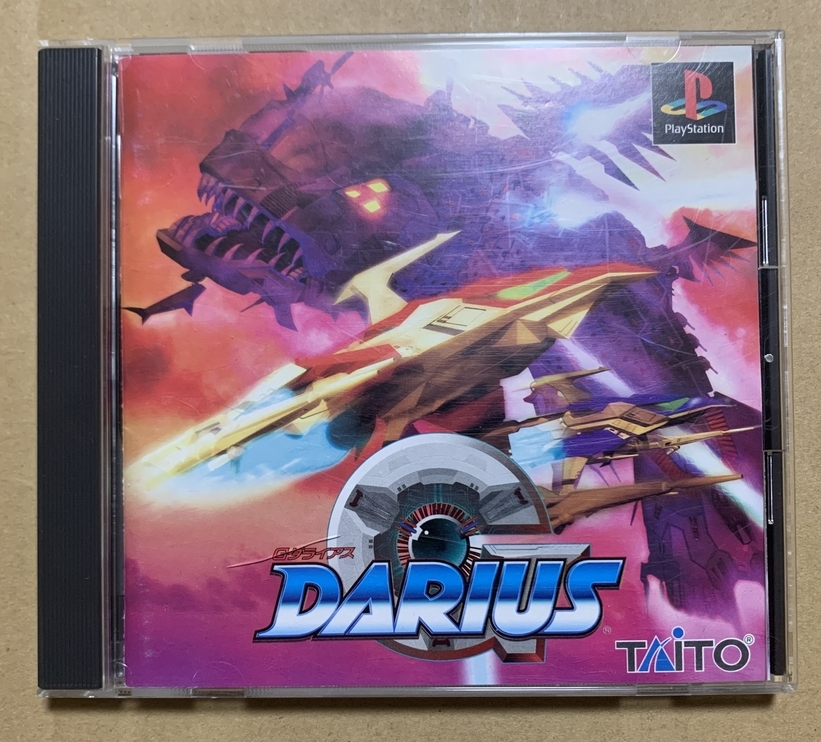 PlayStation
Gダライアス
DARIUS
TAITO®